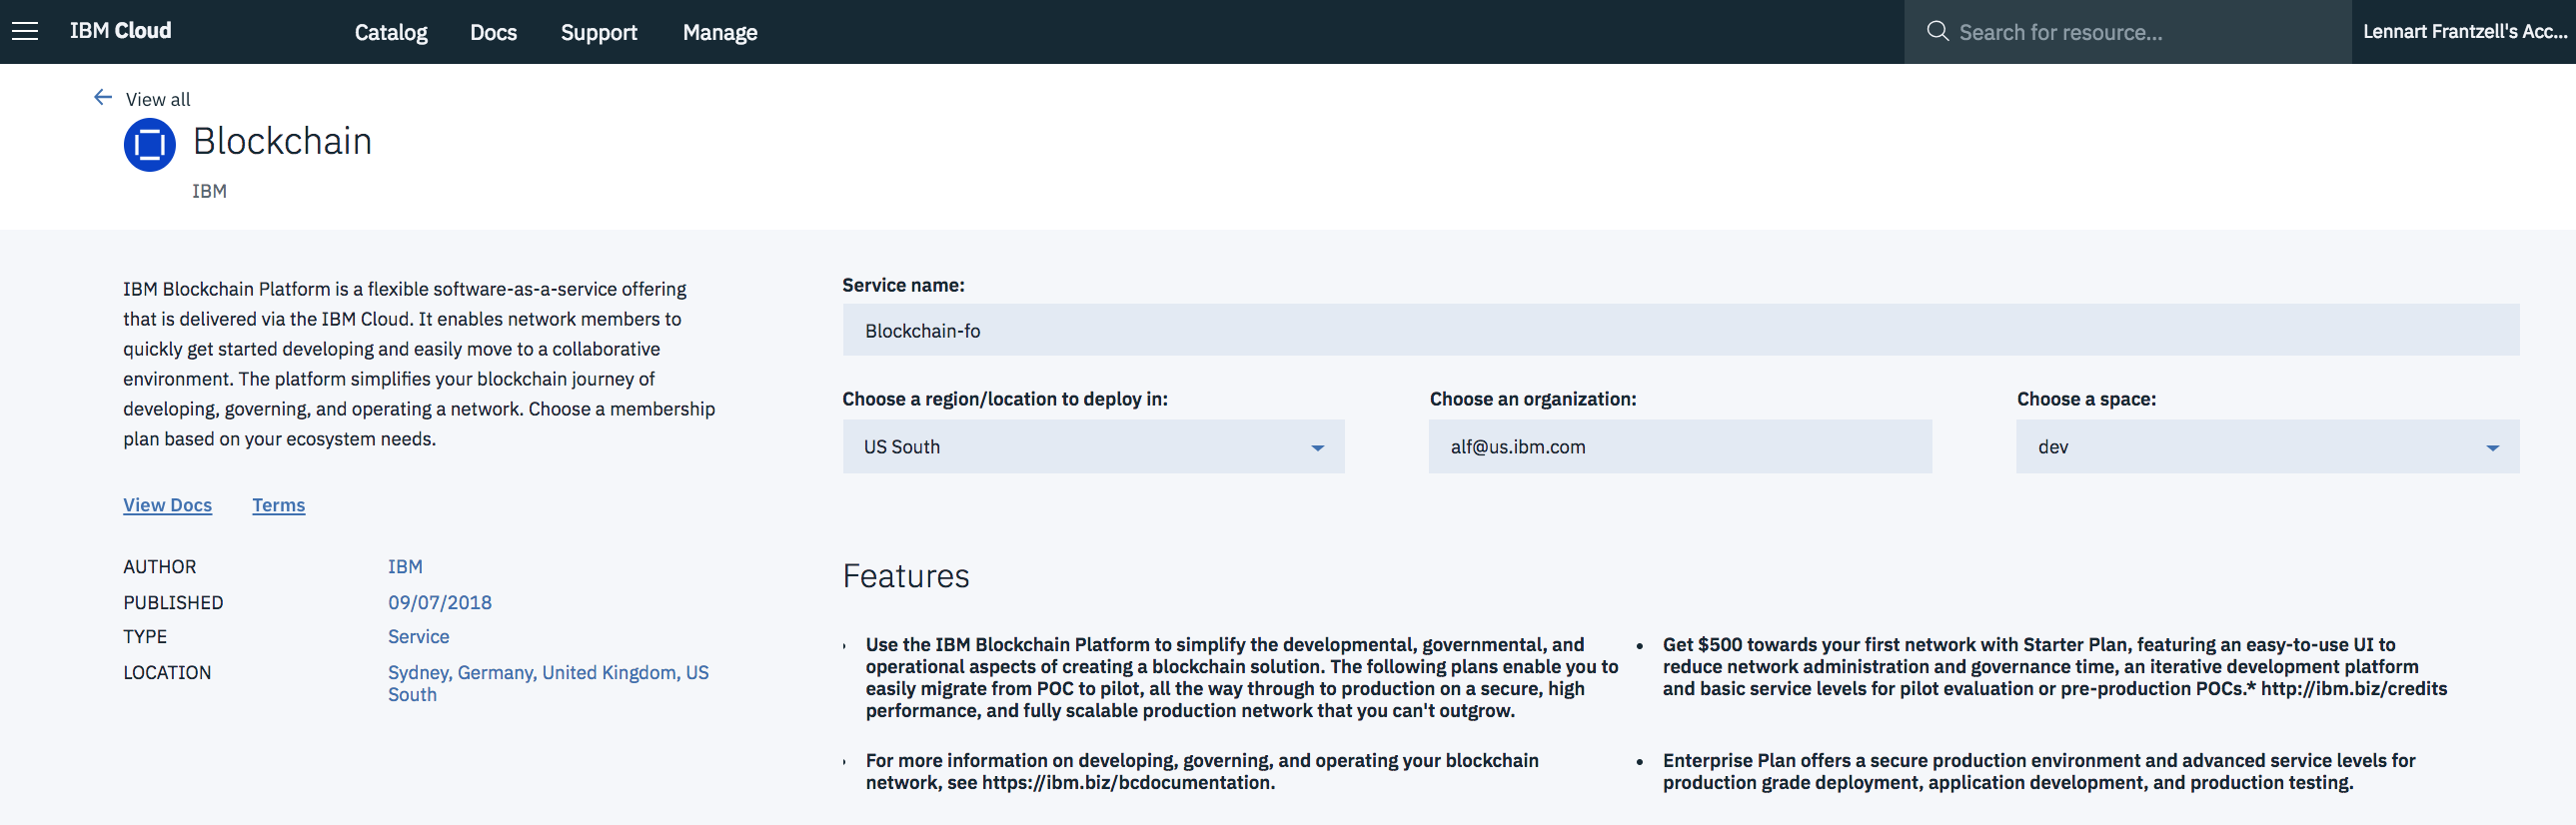 IBM Cloud
Catalog
Docs
Support
Manage
Search for resource...
Lennart Frantzell's Acc...
View all
Blockchain
IBM
IBM Blockchain Platform is a flexible software-as-a-service offering
that is delivered via the IBM Cloud. It enables network members to
quickly get started developing and easily move to a collaborative
environment. The platform simplifies your blockchain journey of
developing, governing, and operating a network. Choose a membership
plan based on your ecosystem needs.
View Docs
Terms
AUTHOR IBM
PUBLISHED 09/07/2018
TYPE Service
LOCATION Sydney, Germany, United Kingdom, US
South
Service name:
Blockchain-fo
Choose a region/location to deploy in:
US South
Choose an organization:
alf@us.ibm.com
Choose a space:
dev
Features
Use the IBM Blockchain Platform to simplify the developmental, governmental, and
operational aspects of creating a blockchain solution. The following plans enable you to
easily migrate from POC to pilot, all the way through to production on a secure, high
performance, and fully scalable production network that you can't outgrow.
• Get $500 towards your first network with Starter Plan, featuring an easy-to-use UI to
reduce network administration and governance time, an iterative development platform
and basic service levels for pilot evaluation or pre-production POCs.* http://ibm.biz/credits
For more information on developing, governing, and operating your blockchain
network, see https://ibm.biz/bcdocumentation.
• Enterprise Plan offers a secure production environment and advanced service levels for
production grade deployment, application development, and production testing.